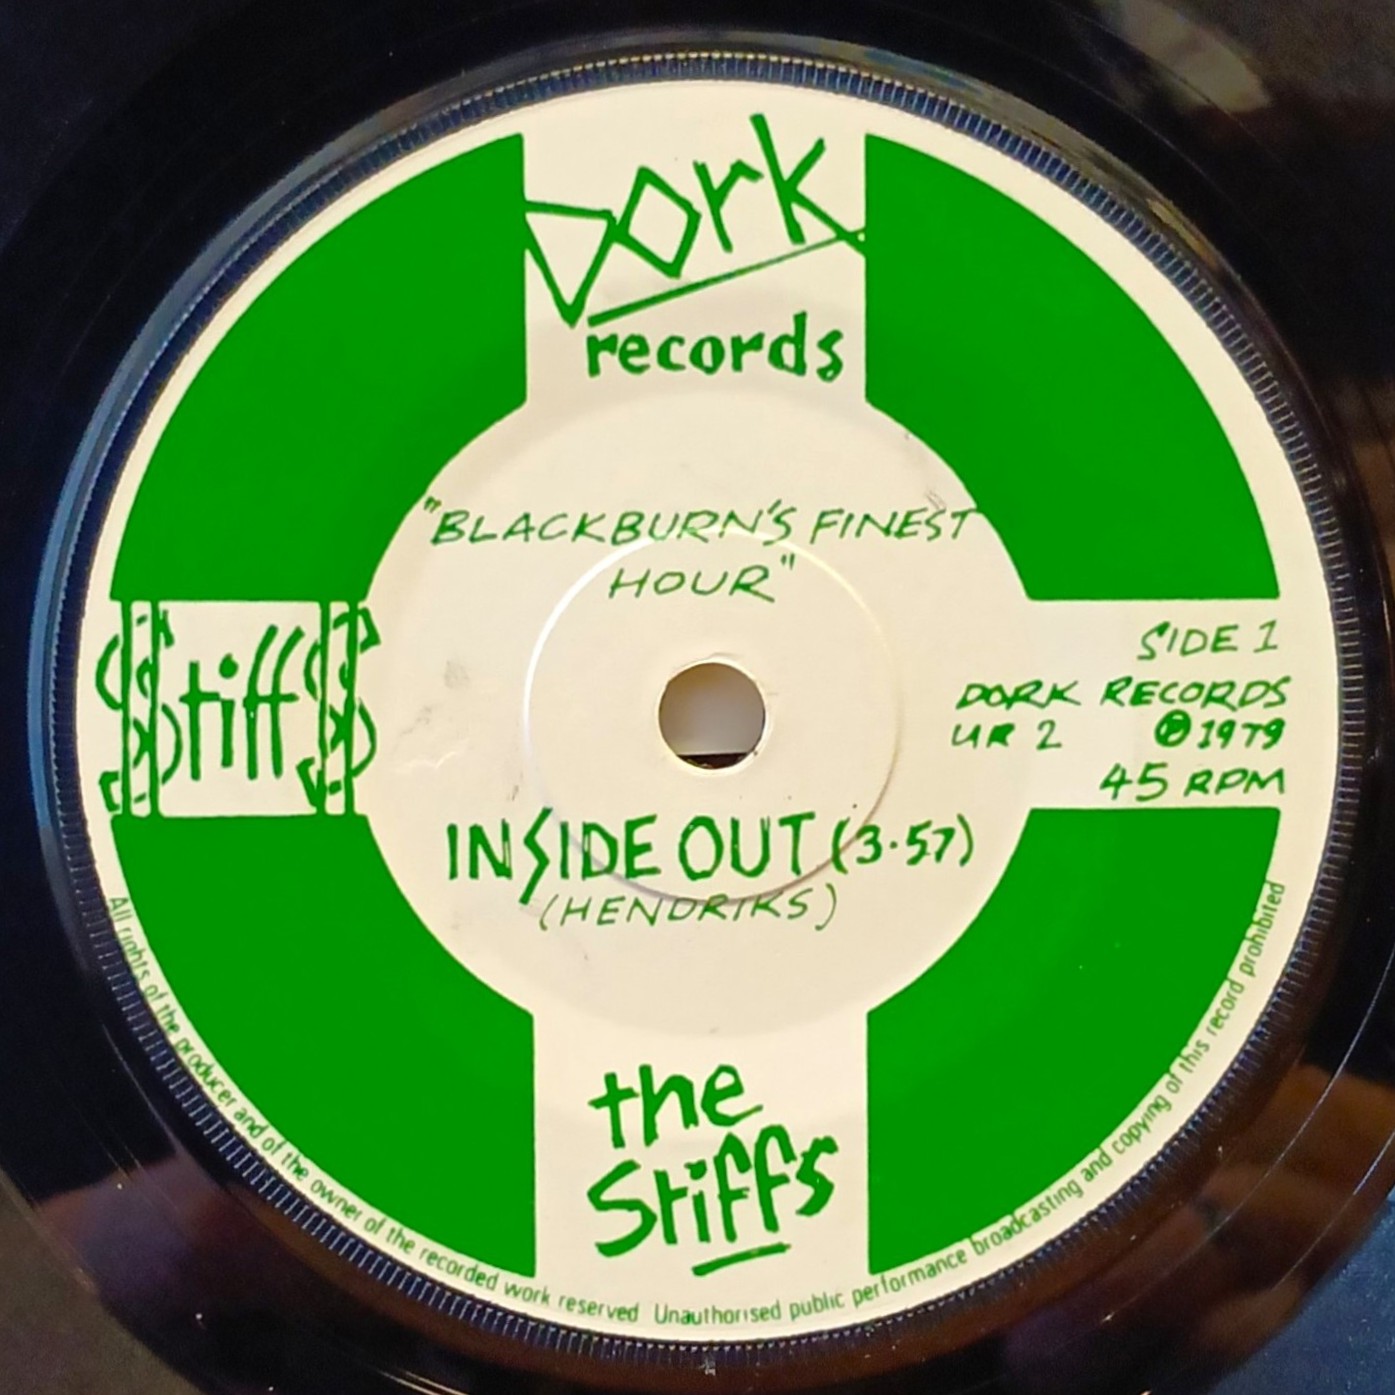 Dork
records
"BLACKBURN'S FINEST
HOUR"
Stiffs
SIDE 1
DORK RECORDS
UR 2 ℗ 1979
45 RPM
INSIDE OUT (3·57)
(HENDRIKS)
the
Stiffs
All rights of the producer and of the owner of the recorded work reserved Unauthorised public performance broadcasting and copying of this record prohibited